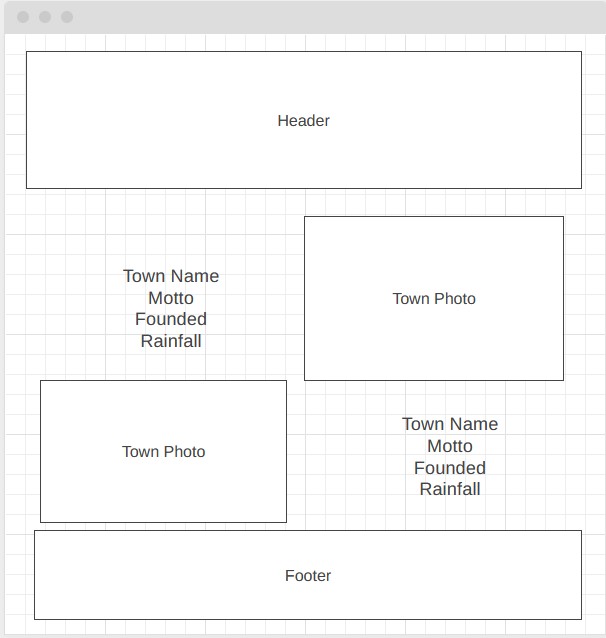 Header
Town Name
Motto
Founded
Rainfall
Town Photo
Town Photo
Town Name
Motto
Founded
Rainfall
Footer